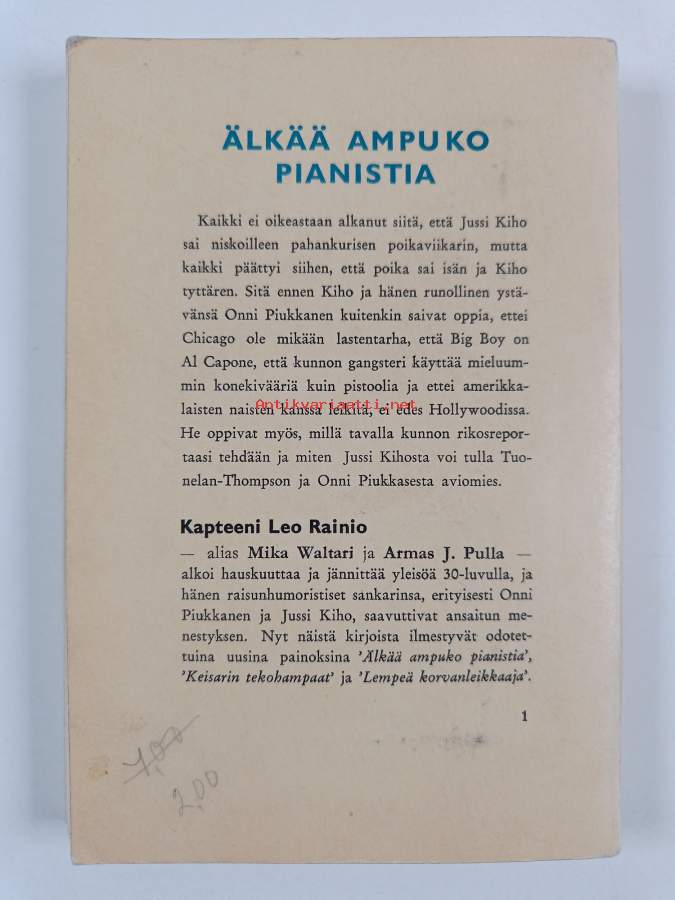 ÄLKÄÄ AMPUKO
PIANISTIA
Kaikki ei oikeastaan alkanut siitä, että Jussi Kiho
sai niskoilleen pahankurisen poikaviikarin, mutta
kaikki päättyi siihen, että poika sai isän ja Kiho
tyttären. Sitä ennen Kiho ja hänen runollinen ystä-
vänsä Onni Piukkanen kuitenkin saivat oppia, ettei
Chicago ole mikään lastentarha, että Big Boy on
Al Capone, että kunnon gangsteri käyttää mieluum-
min konekivääriä kuin pistoolia ja ettei amerikka-
laisten naisten kanssa leikitä, ei edes Hollywoodissa.
Antikvariaatti.net
He oppivat myös, millä tavalla kunnon rikosrepor-
taasi tehdään ja miten Jussi Kihosta voi tulla Tuo-
nelan-Thompson ja Onni Piukkasesta aviomies.
Kapteeni Leo Rainio
— alias Mika Waltari ja Armas J. Pulla —
alkoi hauskuuttaa ja jännittää yleisöä 30-luvulla, ja
hänen raisunhumoristiset sankarinsa, erityisesti Onni
Piukkanen ja Jussi Kiho, saavuttivat ansaitun me-
nestyksen. Nyt näistä kirjoista ilmestyvät odotet-
tuina uusina painoksina 'Älkää ampuko pianistia',
'Keisarin tekohampaat' ja 'Lempeä korvanleikkaaja'.
1
2,00